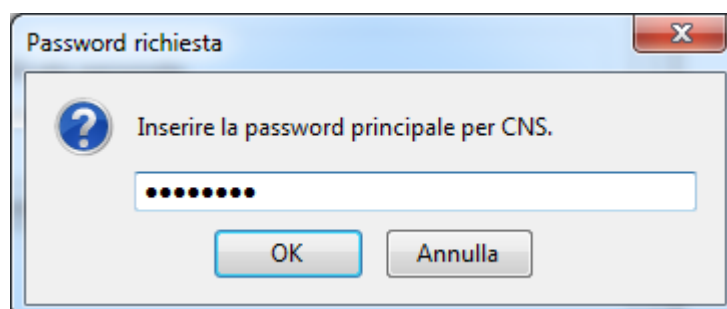 Password richiesta
Inserire la password principale per CNS.
••••••••
OK
Annulla